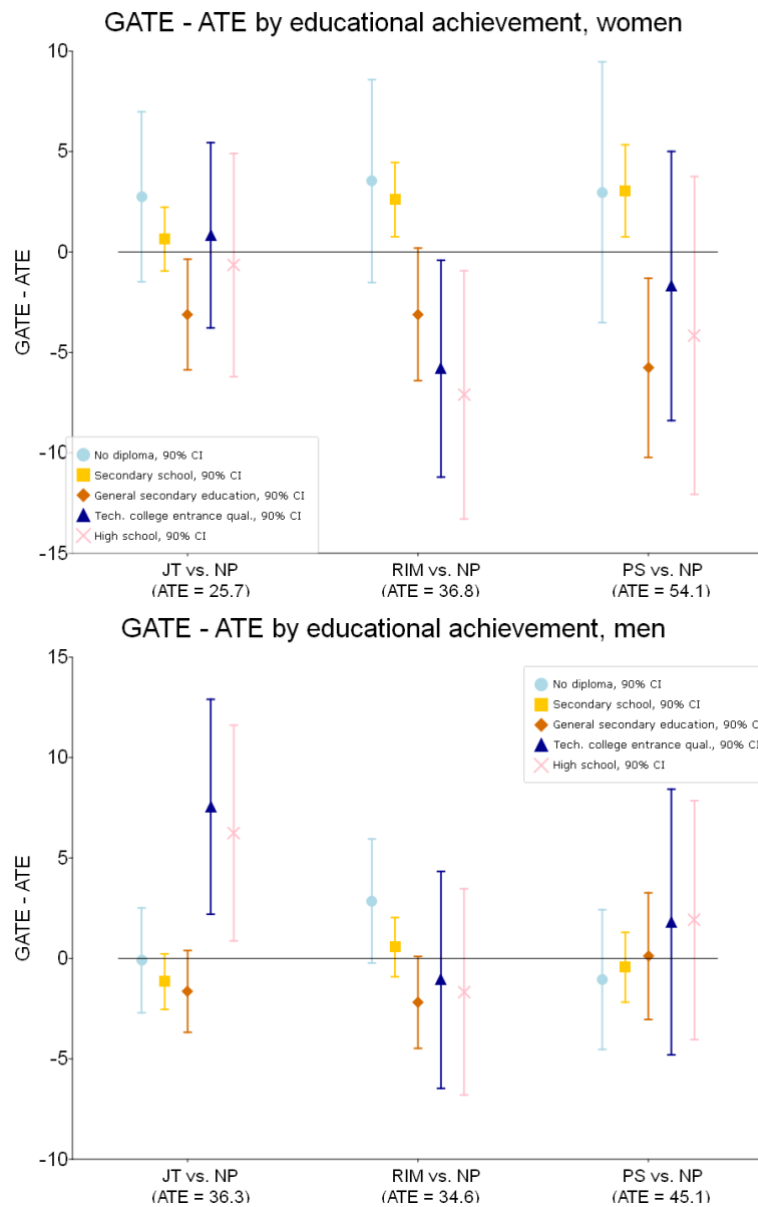 GATE - ATE by educational achievement, women
10
5
0
-5
-10
-15
GATE - ATE
No diploma, 90% CI
Secondary school, 90% CI
General secondary education, 90% CI
Tech. college entrance qual., 90% CI
High school, 90% CI
JT vs. NP
(ATE = 25.7)
RIM vs. NP
(ATE = 36.8)
PS vs. NP
(ATE = 54.1)
GATE - ATE by educational achievement, men
15
10
5
0
-5
-10
GATE - ATE
No diploma, 90% CI
Secondary school, 90% CI
General secondary education, 90% CI
Tech. college entrance qual., 90% CI
High school, 90% CI
JT vs. NP
(ATE = 36.3)
RIM vs. NP
(ATE = 34.6)
PS vs. NP
(ATE = 45.1)